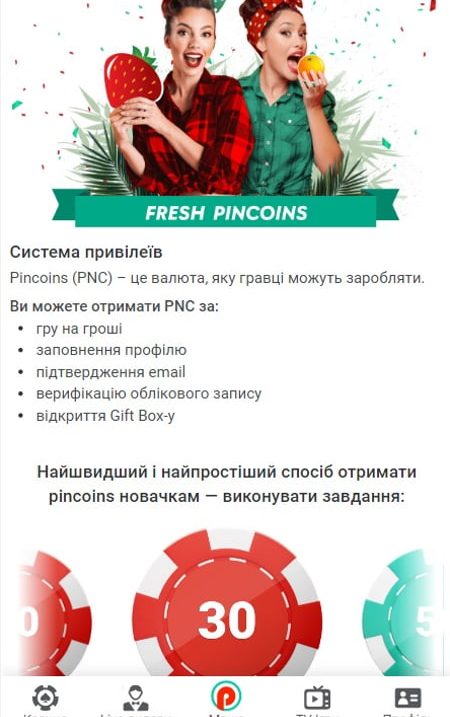 FRESH PINCOINS
Система привілеїв
Pincoins (PNC) – це валюта, яку гравці можуть заробляти.
Ви можете отримати PNC за:
• гру на гроші
• заповнення профілю
• підтвердження email
• верифікацію облікового запису
• відкриття Gift Box-у
Найшвидший і найпростіший спосіб отримати
pincoins новачкам — виконувати завдання:
30